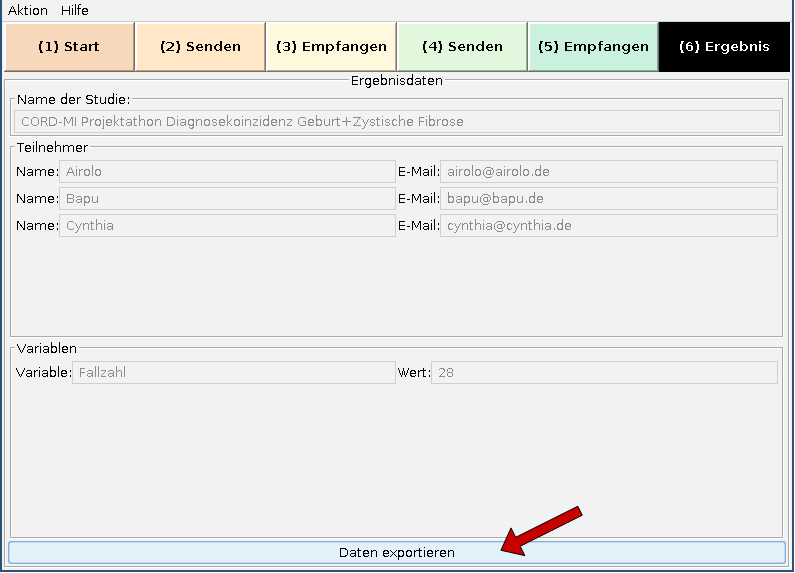 Aktion Hilfe
(1) Start (2) Senden (3) Empfangen (4) Senden (5) Empfangen (6) Ergebnis
Ergebnisdaten
Name der Studie:
CORD-MI Projektathon Diagnosekoinzidenz Geburt+Zystische Fibrose
Teilnehmer
Name: Airolo E-Mail: airolo@airolo.de
Name: Bapu E-Mail: bapu@bapu.de
Name: Cynthia E-Mail: cynthia@cynthia.de
Variablen
Variable: Fallzahl Wert: 28
Daten exportieren